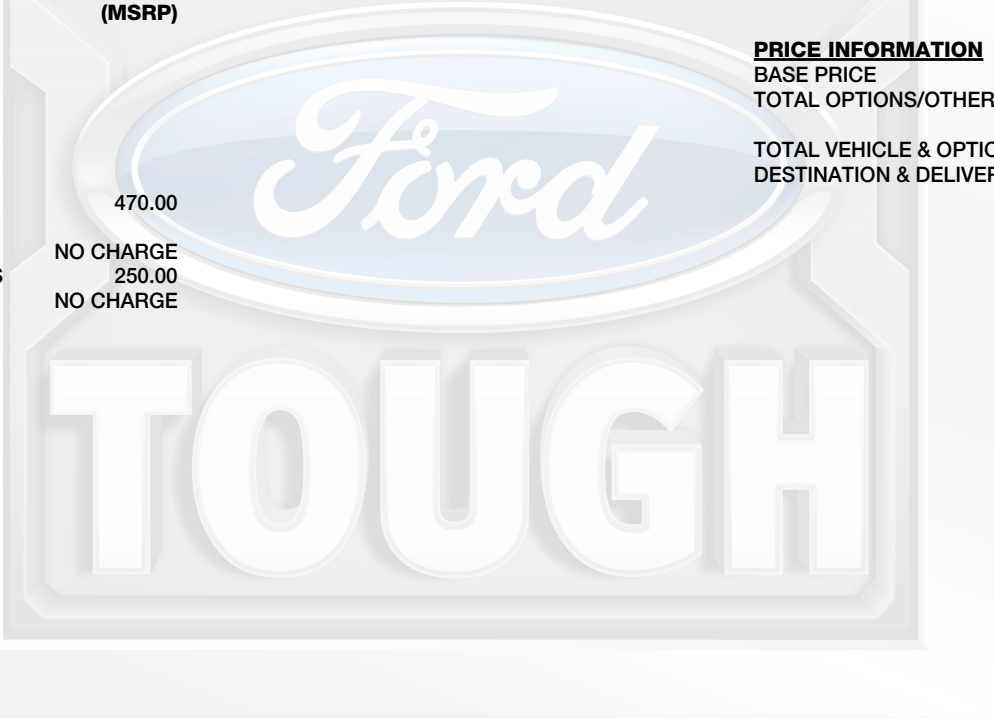 (MSRP)
470.00
NO CHARGE
S 250.00
NO CHARGE
PRICE INFORMATION
BASE PRICE
TOTAL OPTIONS/OTHER
TOTAL VEHICLE & OPTIO
DESTINATION & DELIVER
Ford
TOUGH